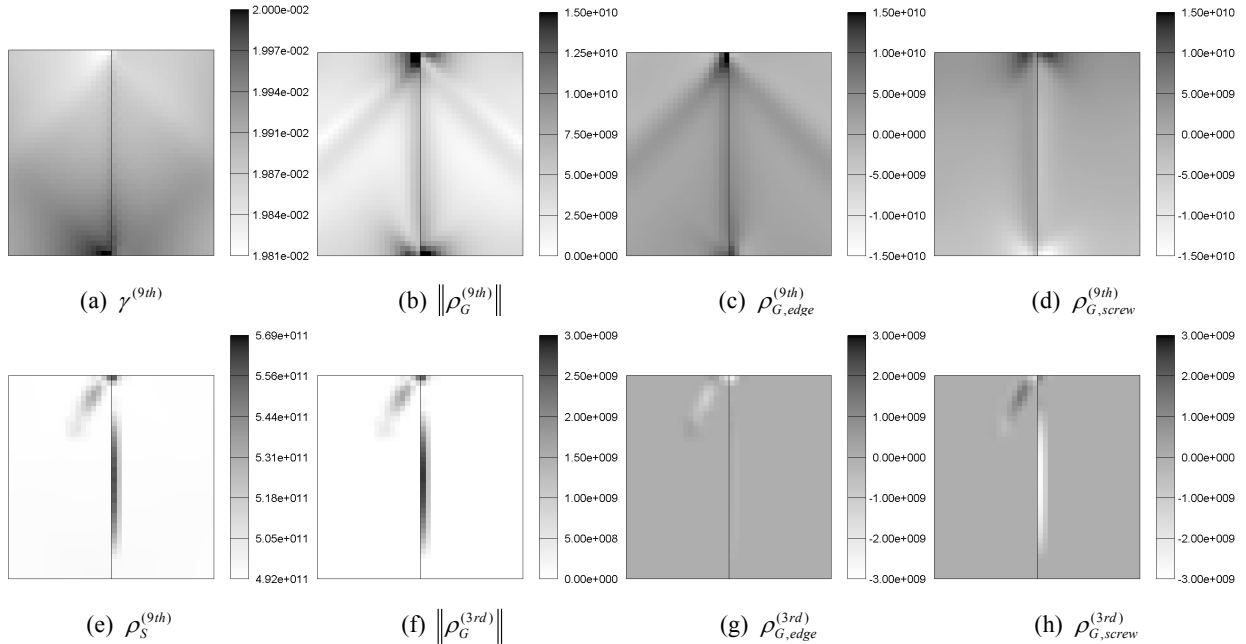 2.000e-002
1.997e-002
1.994e-002
1.991e-002
1.987e-002
1.984e-002
1.981e-002
1.50e+010
1.25e+010
1.00e+010
7.50e+009
5.00e+009
2.50e+009
0.00e+000
1.50e+010
1.00e+010
5.00e+009
0.00e+000
-5.00e+009
-1.00e+010
-1.50e+010
1.50e+010
1.00e+010
5.00e+009
0.00e+000
-5.00e+009
-1.00e+010
-1.50e+010
(a) γ^(9th)
(b) ‖ρ_G^(9th)‖
(c) ρ_G,edge^(9th)
(d) ρ_G,screw^(9th)
5.69e+011
5.56e+011
5.44e+011
5.31e+011
5.18e+011
5.05e+011
4.92e+011
3.00e+009
2.50e+009
2.00e+009
1.50e+009
1.00e+009
5.00e+008
0.00e+000
3.00e+009
2.00e+009
1.00e+009
0.00e+000
-1.00e+009
-2.00e+009
-3.00e+009
3.00e+009
2.00e+009
1.00e+009
0.00e+000
-1.00e+009
-2.00e+009
-3.00e+009
(e) ρ_S^(9th)
(f) ‖ρ_G^(3rd)‖
(g) ρ_G,edge^(3rd)
(h) ρ_G,screw^(3rd)